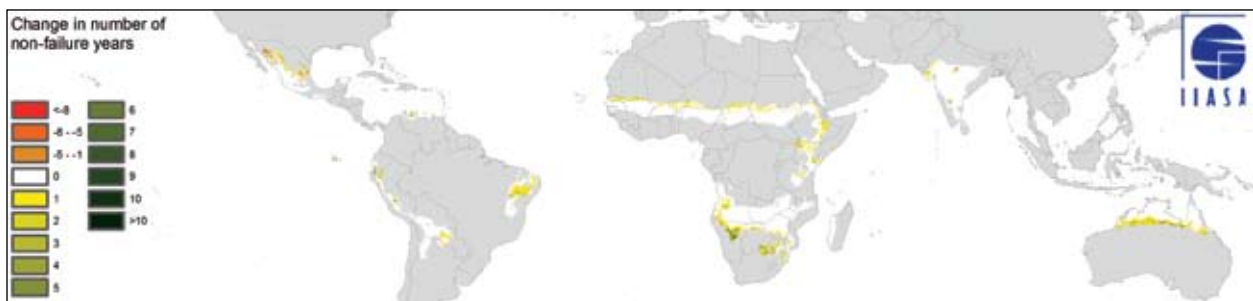 Change in number of
non-failure years
<-8
-8 - -5
-5 - -1
0
1
2
3
4
5
6
7
8
9
10
>10
IIASA